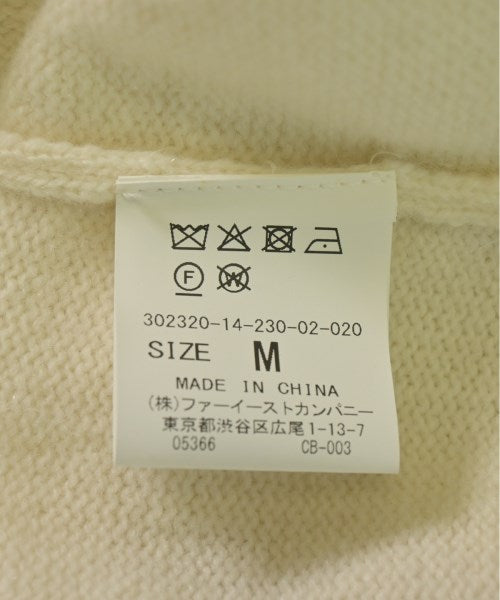 F W
302320-14-230-02-020
SIZE M
MADE IN CHINA
(株)ファーイーストカンパニー
東京都渋谷区広尾1-13-7
05366 CB-003